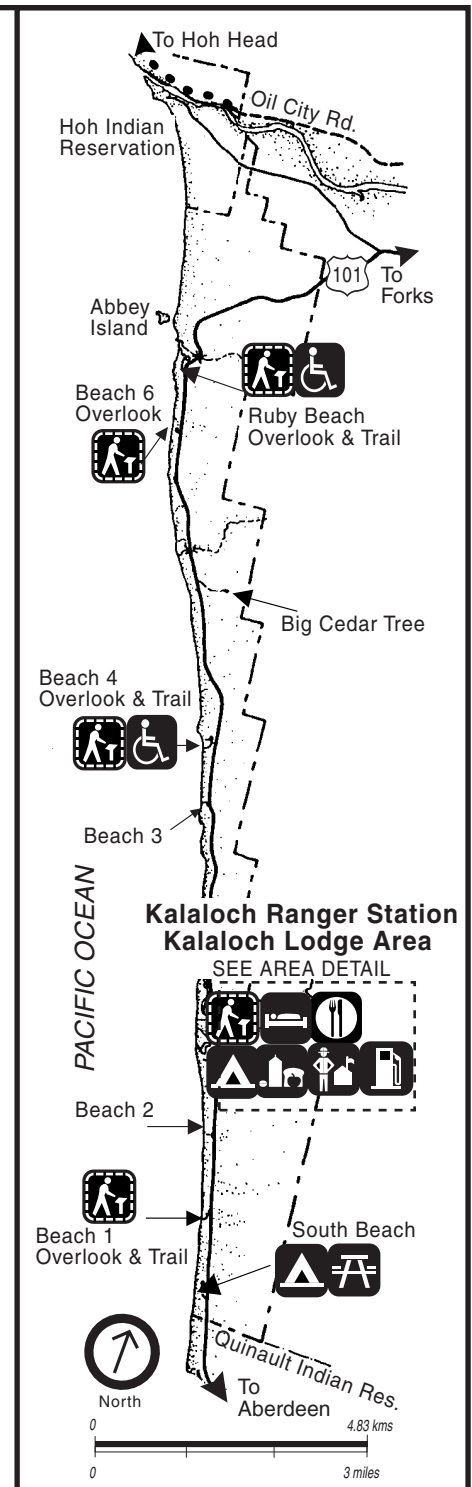 To Hoh Head
Oil City Rd.
Hoh Indian
Reservation
101
To
Forks
Abbey
Island
Beach 6
Overlook
Ruby Beach
Overlook & Trail
Big Cedar Tree
Beach 4
Overlook & Trail
Beach 3
PACIFIC OCEAN
Kalaloch Ranger Station
Kalaloch Lodge Area
SEE AREA DETAIL
Beach 2
Beach 1
Overlook & Trail
South Beach
Quinault Indian Res.
North
To
Aberdeen
0 4.83 kms
0 3 miles